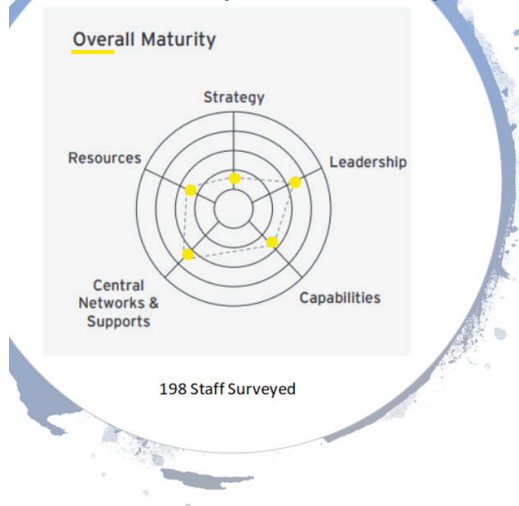 Overall Maturity
Strategy
Resources
Leadership
Central
Networks &
Supports
Capabilities
198 Staff Surveyed